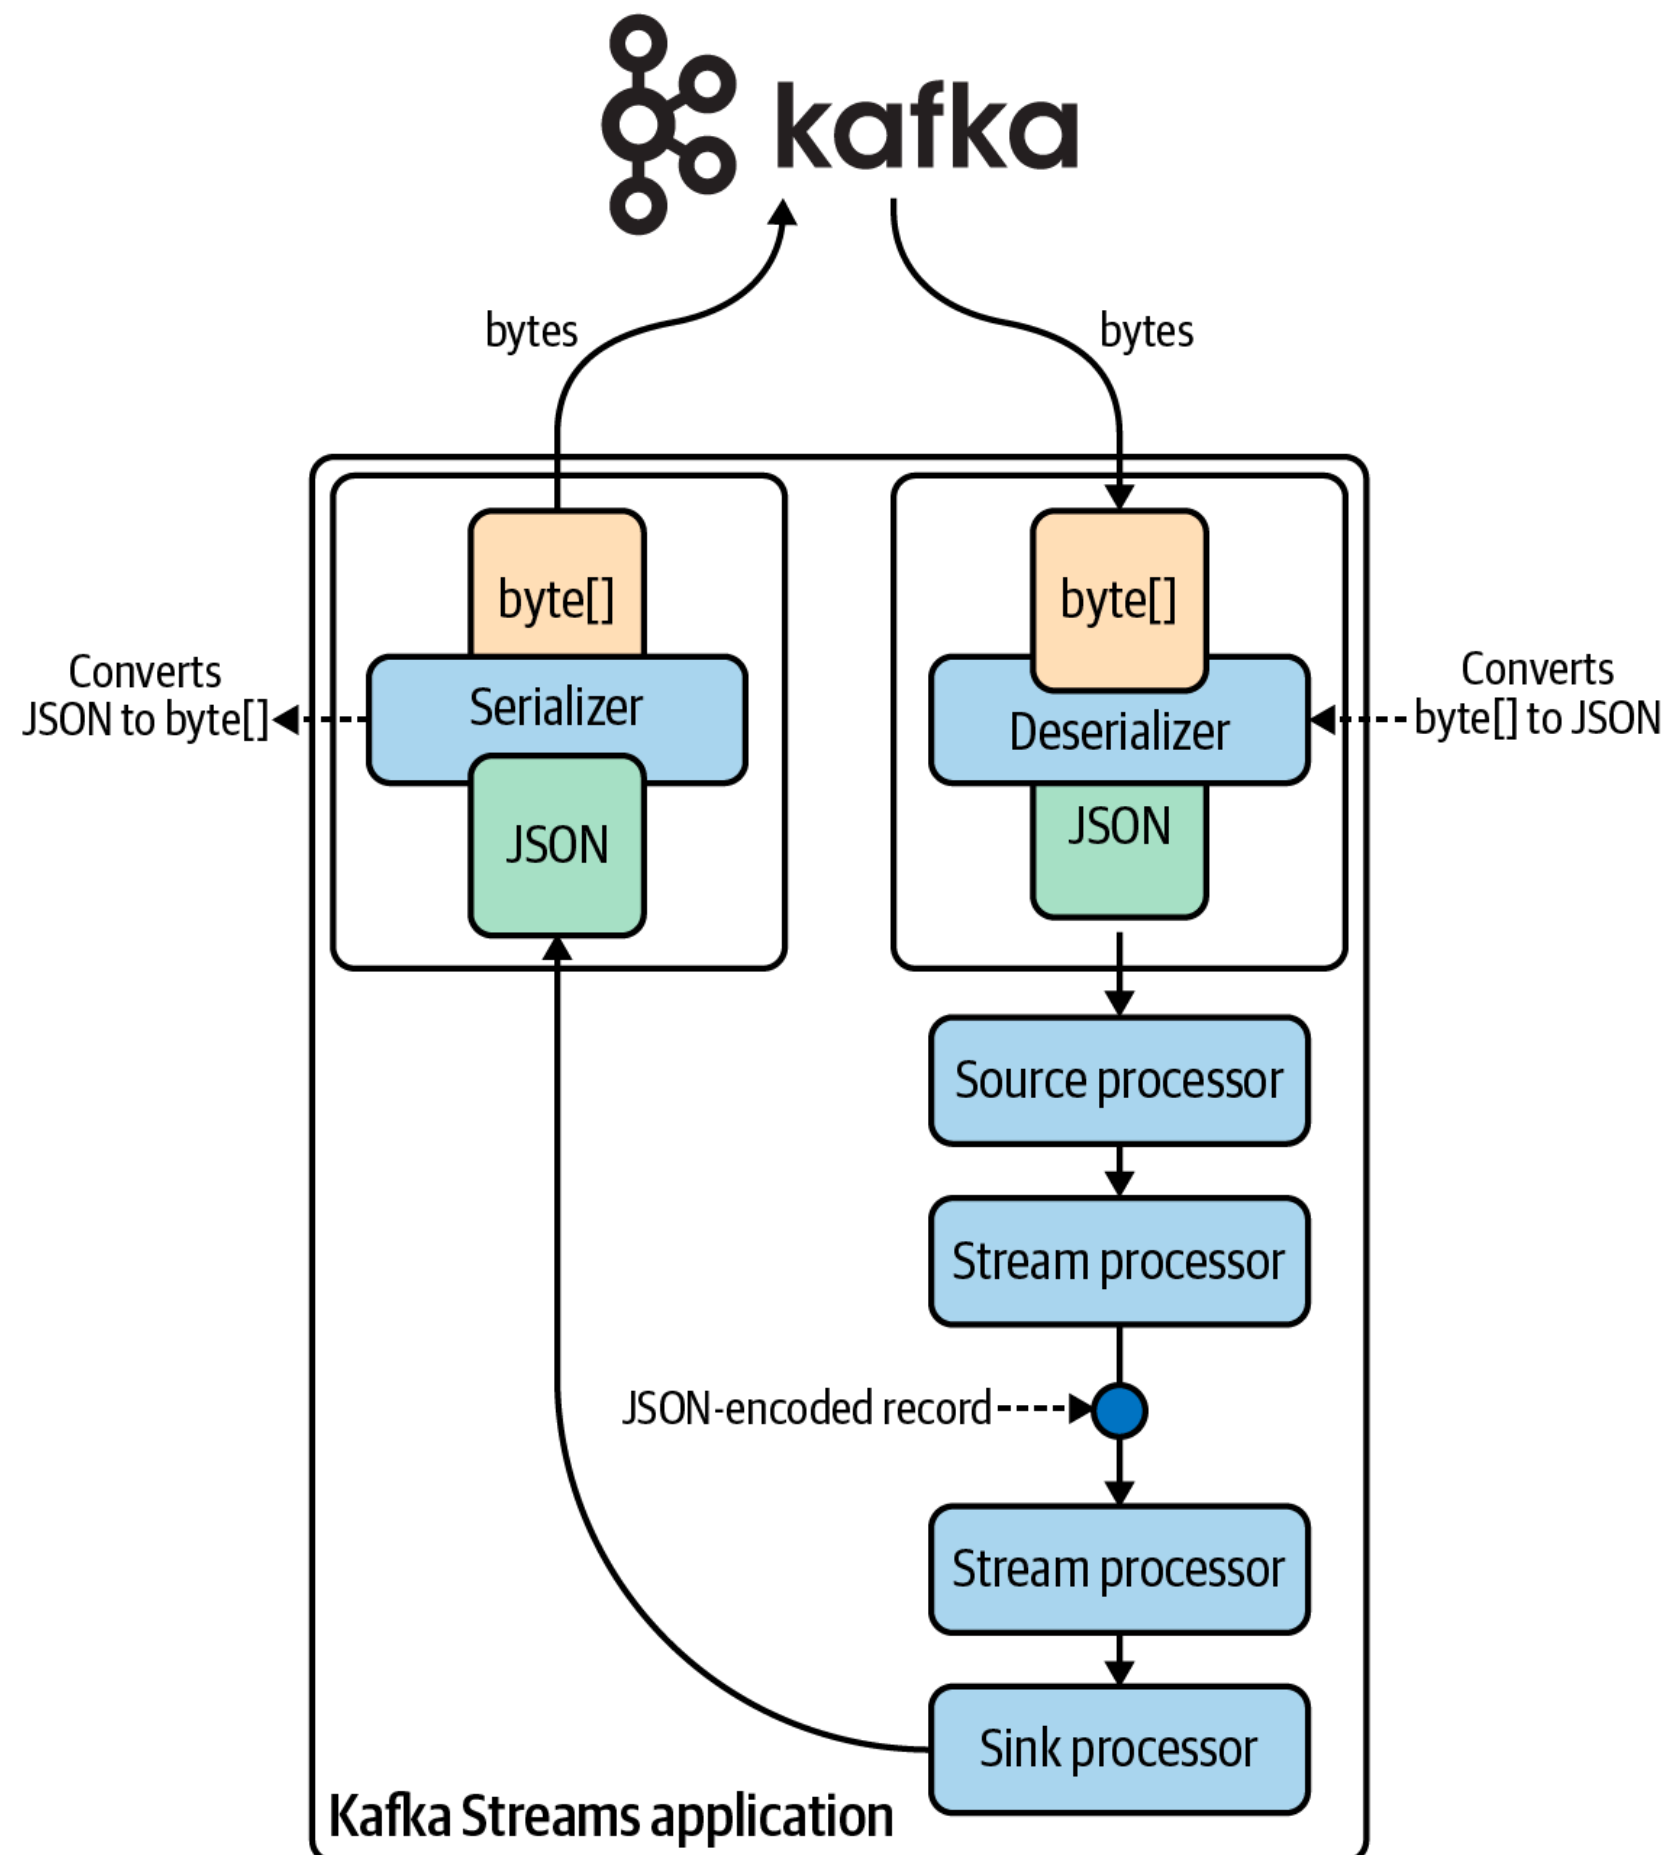 kafka
bytes
bytes
byte[]
byte[]
Converts
JSON to byte[]
Serializer
Deserializer
Converts
byte[] to JSON
JSON
JSON
Source processor
Stream processor
JSON-encoded record
Stream processor
Sink processor
Kafka Streams application